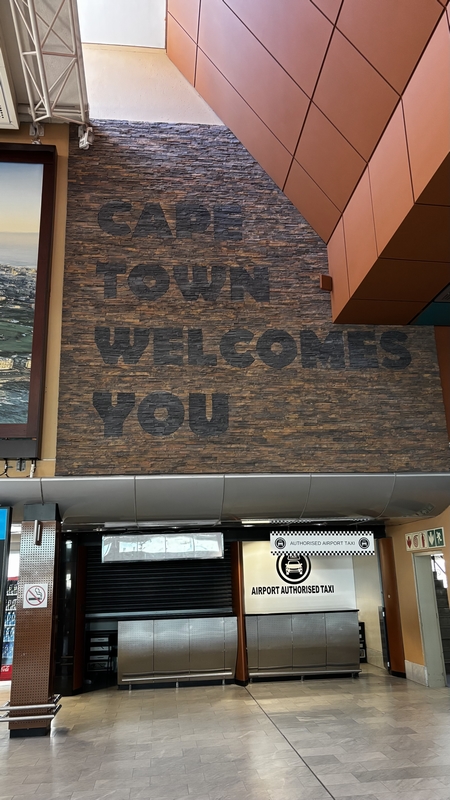 CAPE
TOWN
WELCOMES
YOU
AUTHORISED AIRPORT TAXI
AIRPORT AUTHORISED TAXI